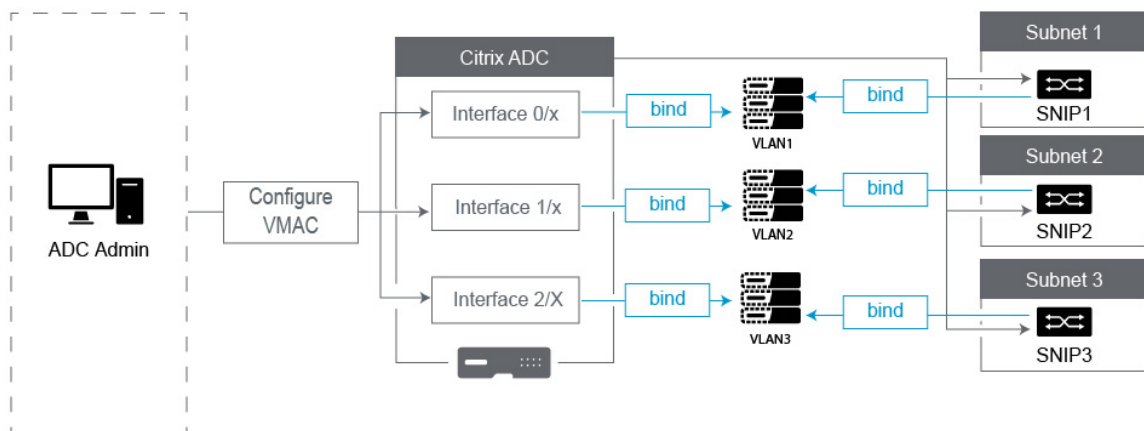 Citrix ADC
Subnet 1
Interface 0/x
bind
VLAN1
bind
SNIP1
Subnet 2
ADC Admin
Configure
VMAC
Interface 1/x
bind
VLAN2
bind
SNIP2
Subnet 3
Interface 2/X
bind
VLAN3
bind
SNIP3